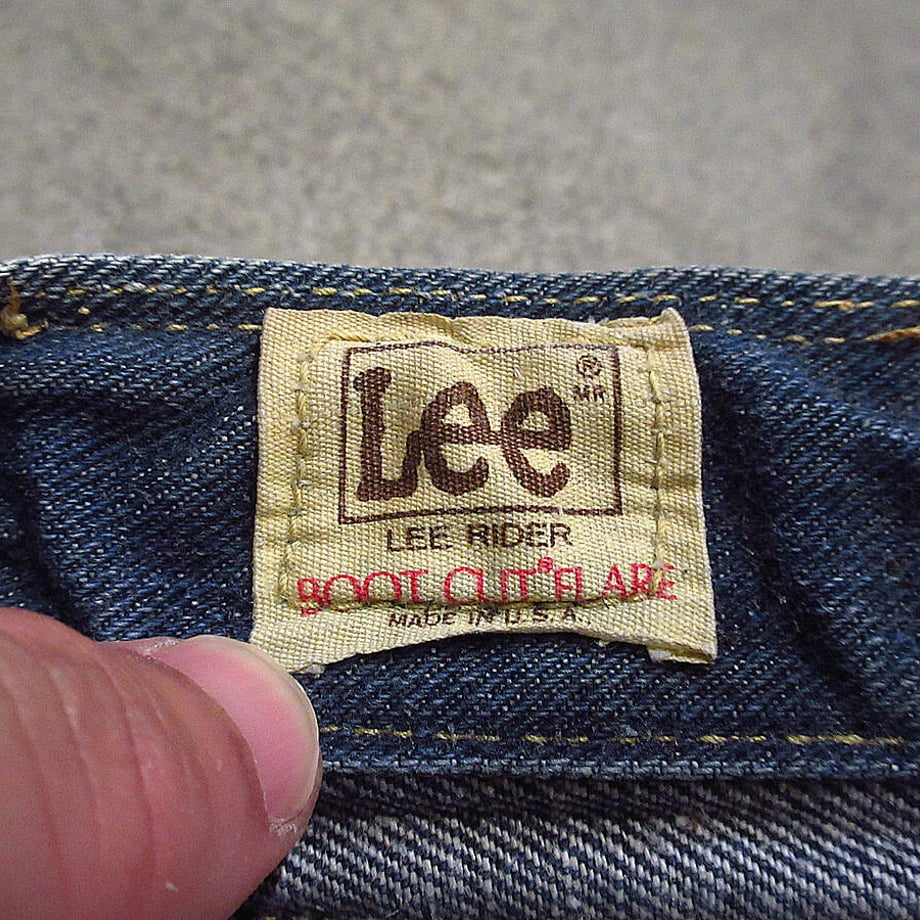 Lee ®
MR
LEE RIDER
BOOT CUT® FLARE
MADE IN U.S.A.